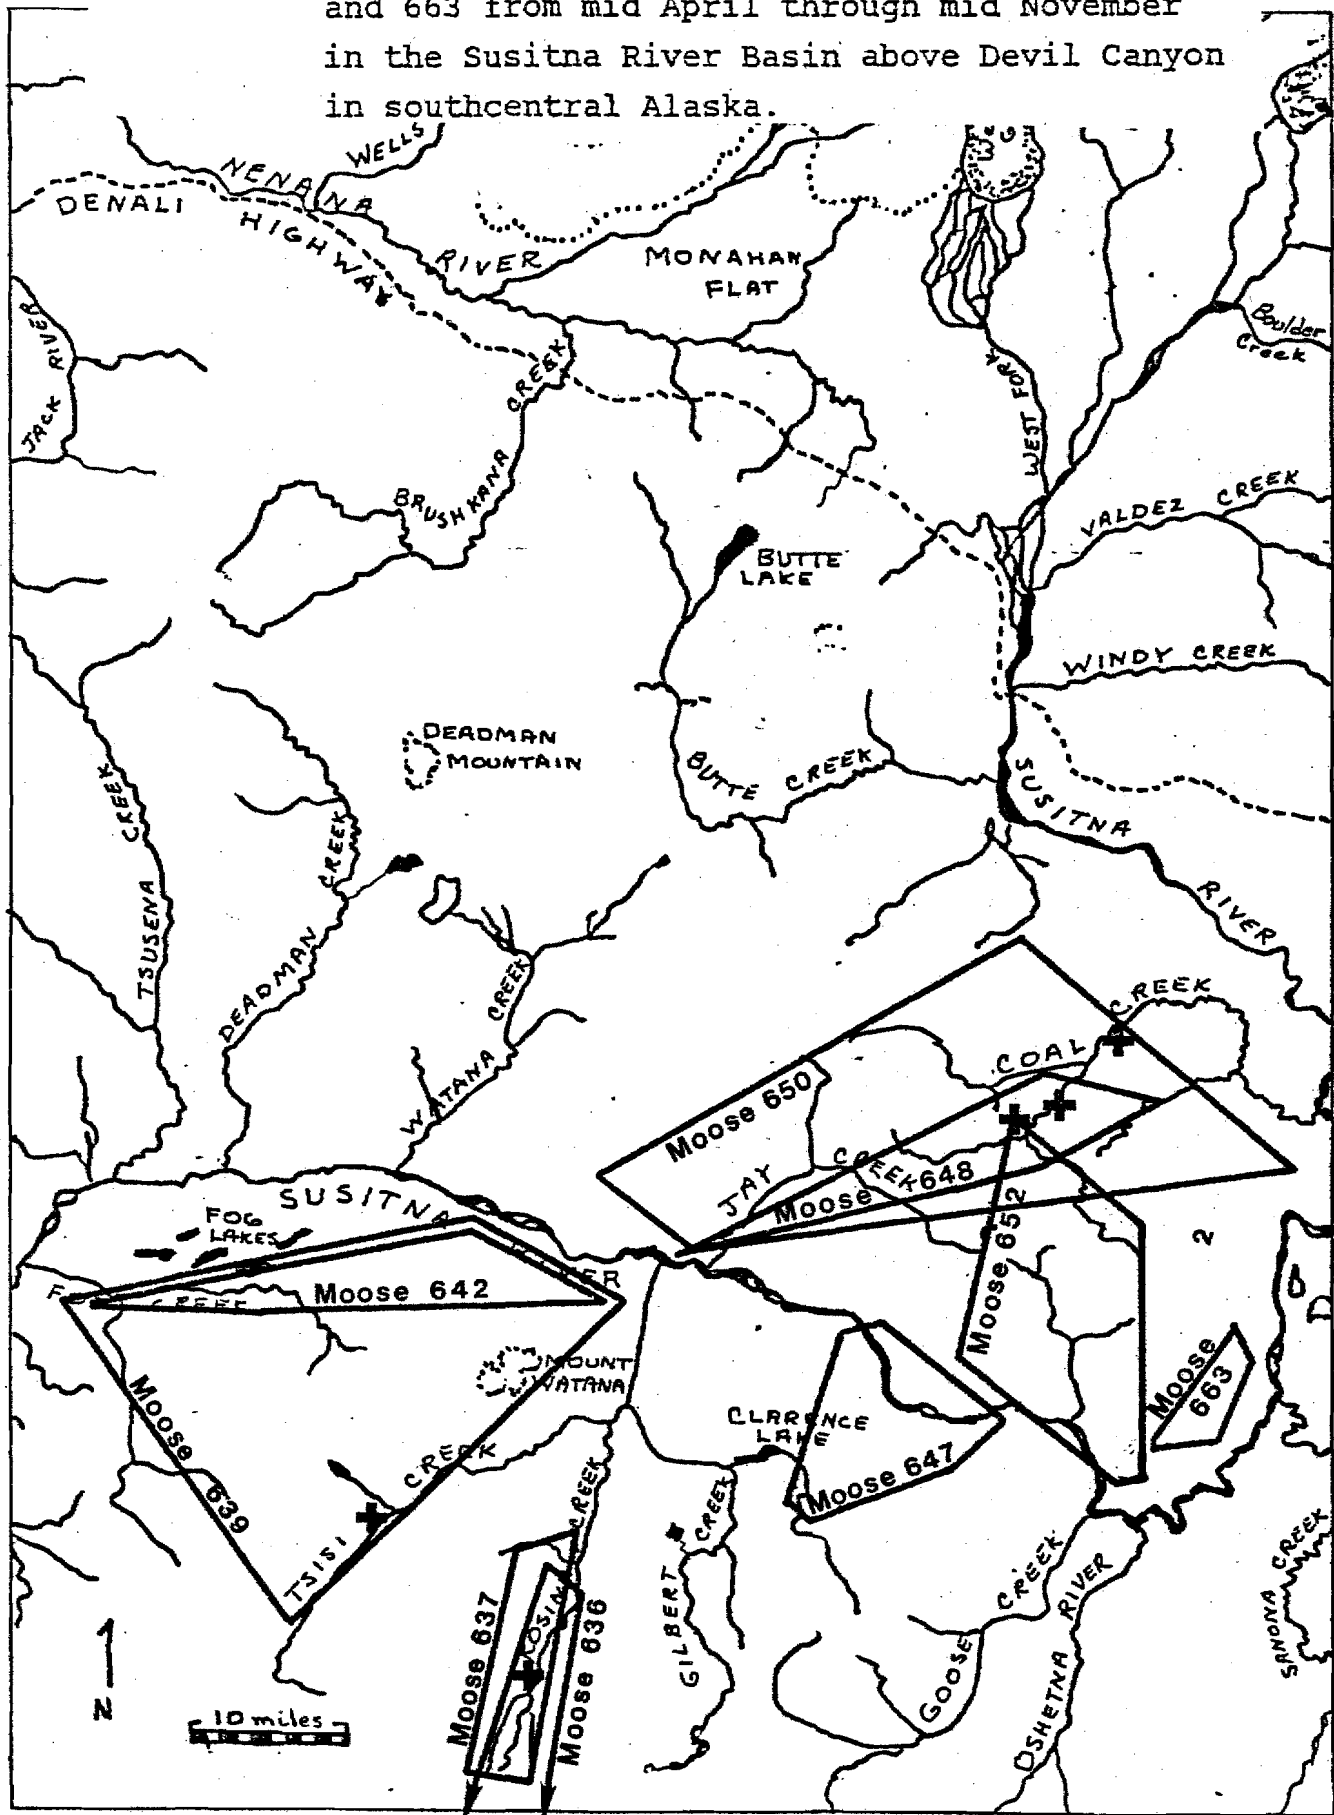 and 663 from mid April through mid November
in the Susitna River Basin above Devil Canyon
in southcentral Alaska.
WELLS
NENANA
RIVER
DENALI
HIGHWAY
MONAHAN
FLAT
JACK RIVER
Boulder
Creek
WEST FORK
BRUSHKANA CREEK
VALDEZ CREEK
BUTTE
LAKE
WINDY CREEK
DEADMAN
MOUNTAIN
BUTTE CREEK
SUSITNA
RIVER
TSUSENA CREEK
DEADMAN CREEK
WATANA CREEK
COAL CREEK
Moose 650
JAY CREEK
Moose 648
Moose 652
2
SUSITNA
FOG
LAKES
CREEK
Moose 642
MOUNT
WATANA
Moose 639
TSISI CREEK
CLARENCE
LAKE
Moose 647
Moose
663
CREEK
Moose 637
Moose 636
GILBERT CREEK
GOOSE CREEK
OSHETNA RIVER
SANONA CREEK
N
10 miles